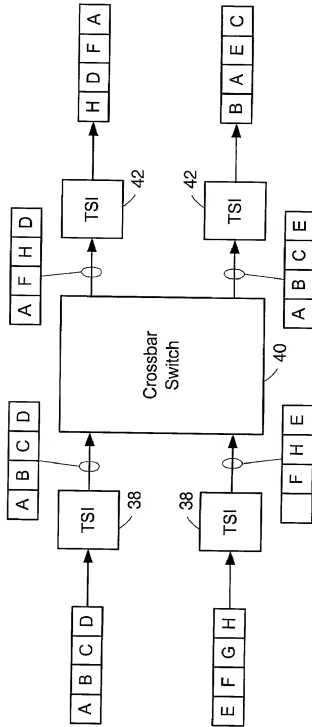 A B C D
A F H D
A B C D
TSI
38
TSI
42
H D F A
Crossbar
Switch
40
E F G H
TSI
38
TSI
42
B A E C
F H E
A B C E